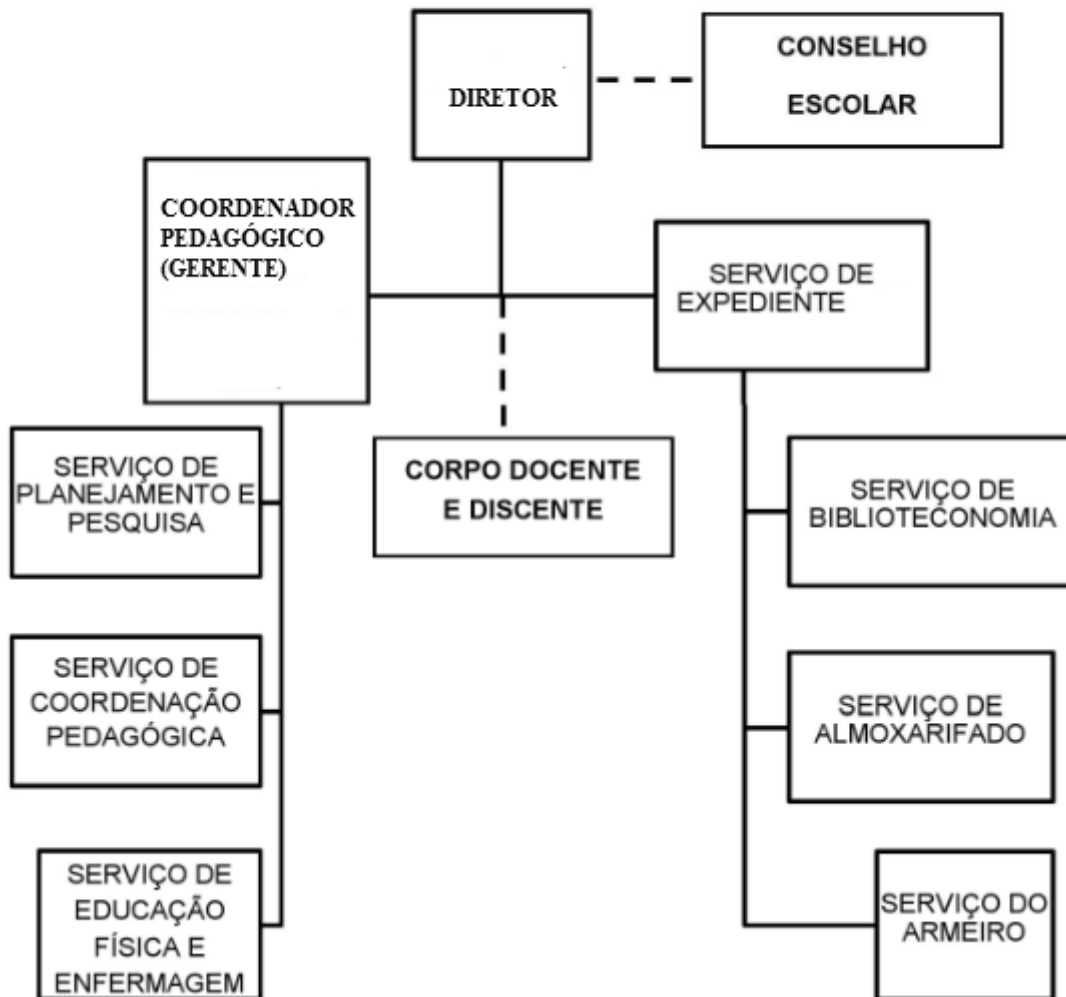 DIRETOR
CONSELHO
ESCOLAR
COORDENADOR
PEDAGÓGICO
(GERENTE)
SERVIÇO DE
EXPEDIENTE
SERVIÇO DE
PLANEJAMENTO E
PESQUISA
CORPO DOCENTE
E DISCENTE
SERVIÇO DE
BIBLIOTECONOMIA
SERVIÇO DE
COORDENAÇÃO
PEDAGÓGICA
SERVIÇO DE
ALMOXARIFADO
SERVIÇO DE
EDUCAÇÃO
FÍSICA E
ENFERMAGEM
SERVIÇO DO
ARMEIRO